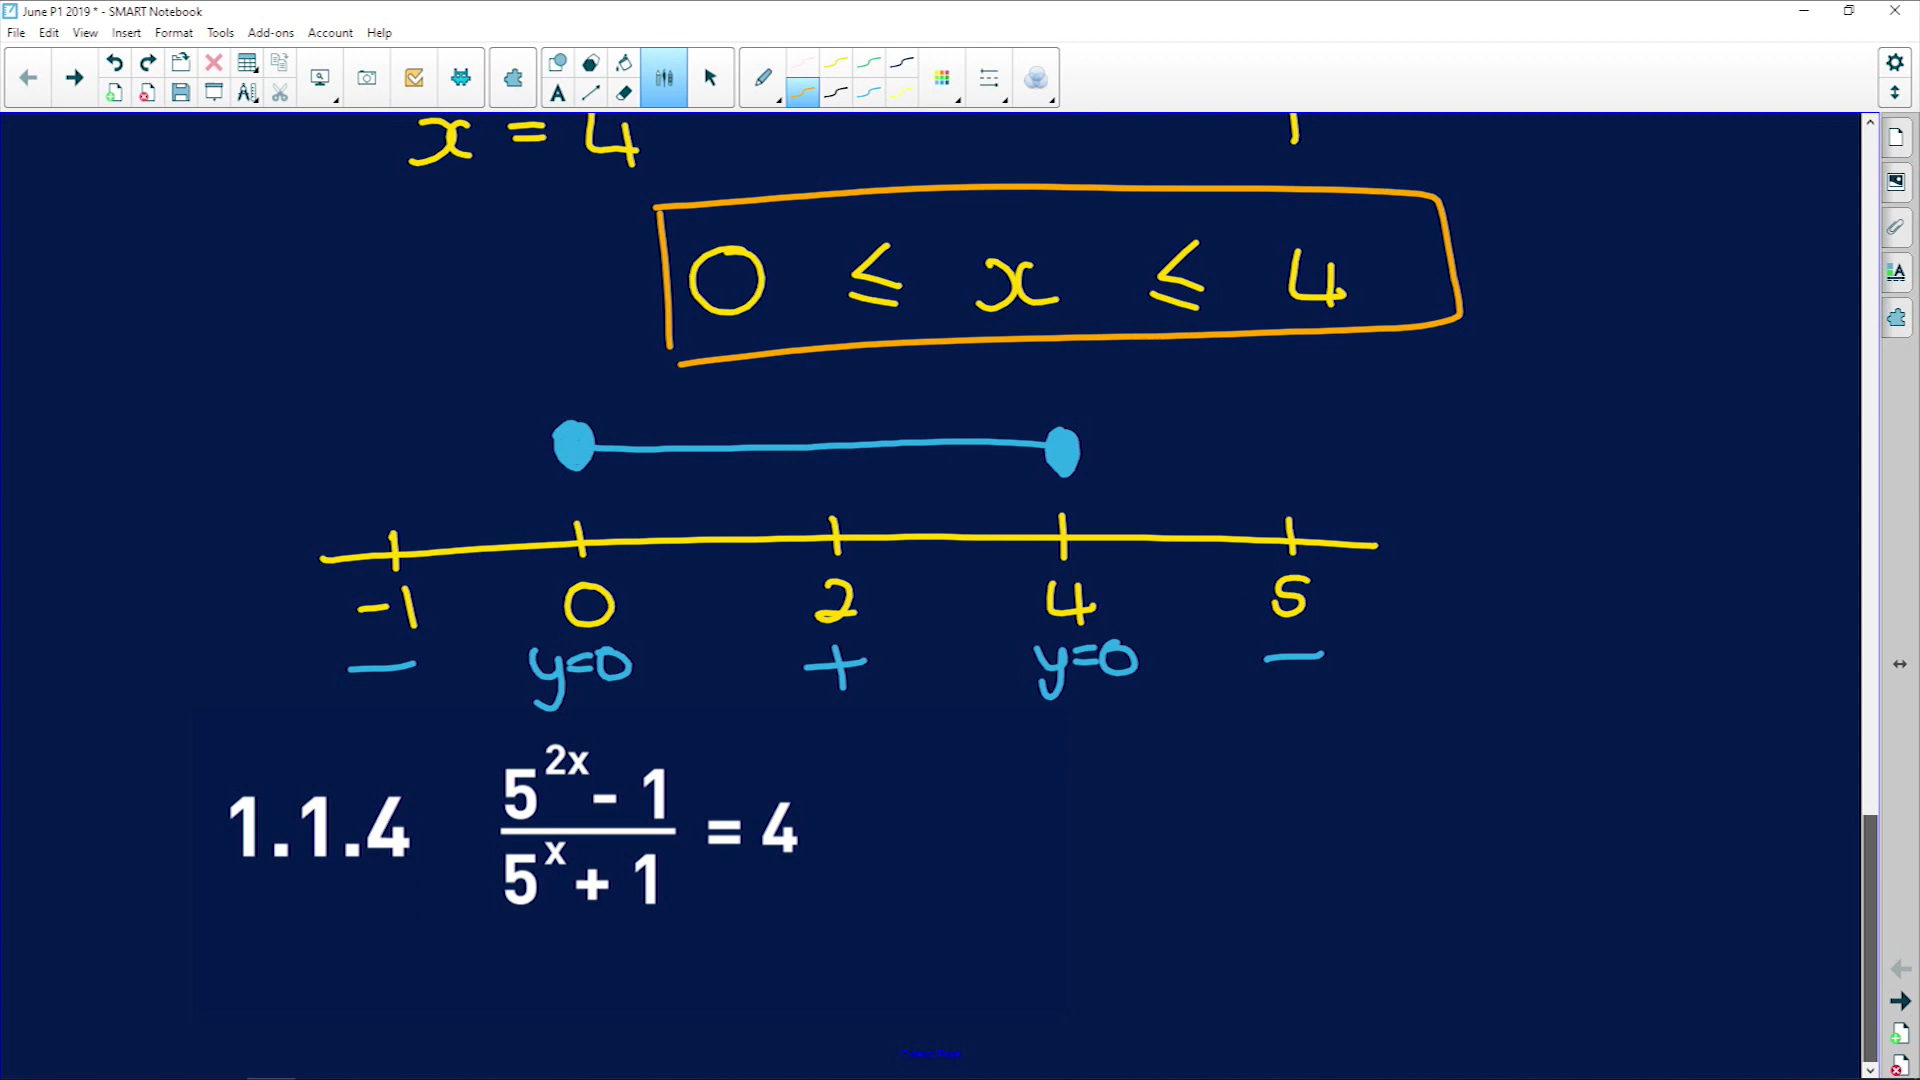 June P1 2019 * - SMART Notebook
File Edit View Insert Format Tools Add-ons Account Help
x = 4
0 ≤ x ≤ 4
-1 0 2 4 5
— y=0 + y=0 —
1.1.4 (5^{2x} - 1)/(5^x + 1) = 4